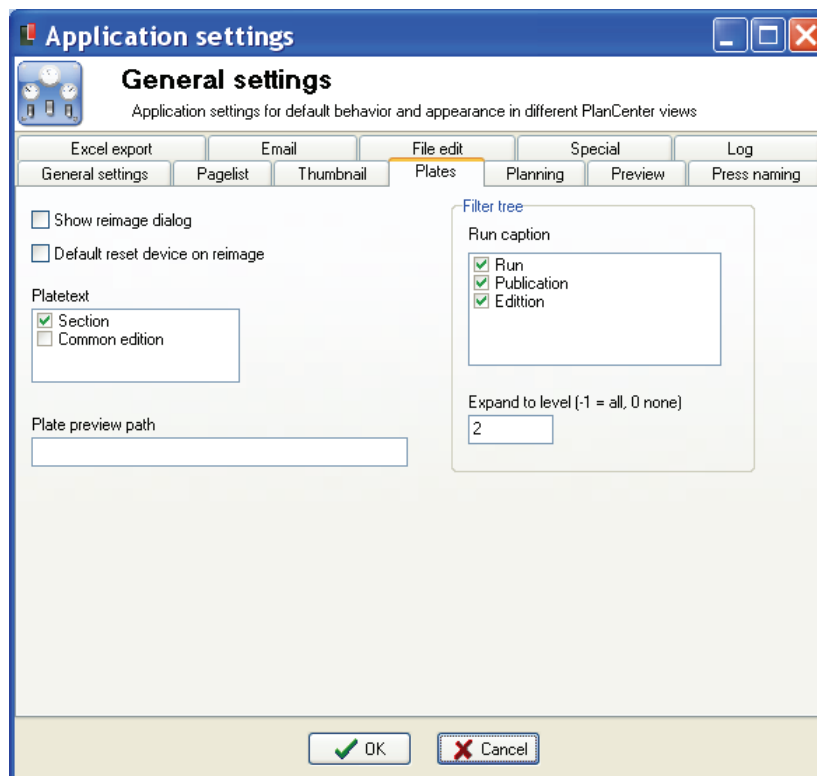 Application settings
General settings
Application settings for default behavior and appearance in different PlanCenter views
Excel export Email File edit Special Log
General settings Pagelist Thumbnail Plates Planning Preview Press naming
Show reimage dialog
Default reset device on reimage
Platetext
Section
Common edition
Plate preview path
Filter tree
Run caption
Run
Publication
Edittion
Expand to level (-1 = all, 0 none)
2
OK Cancel